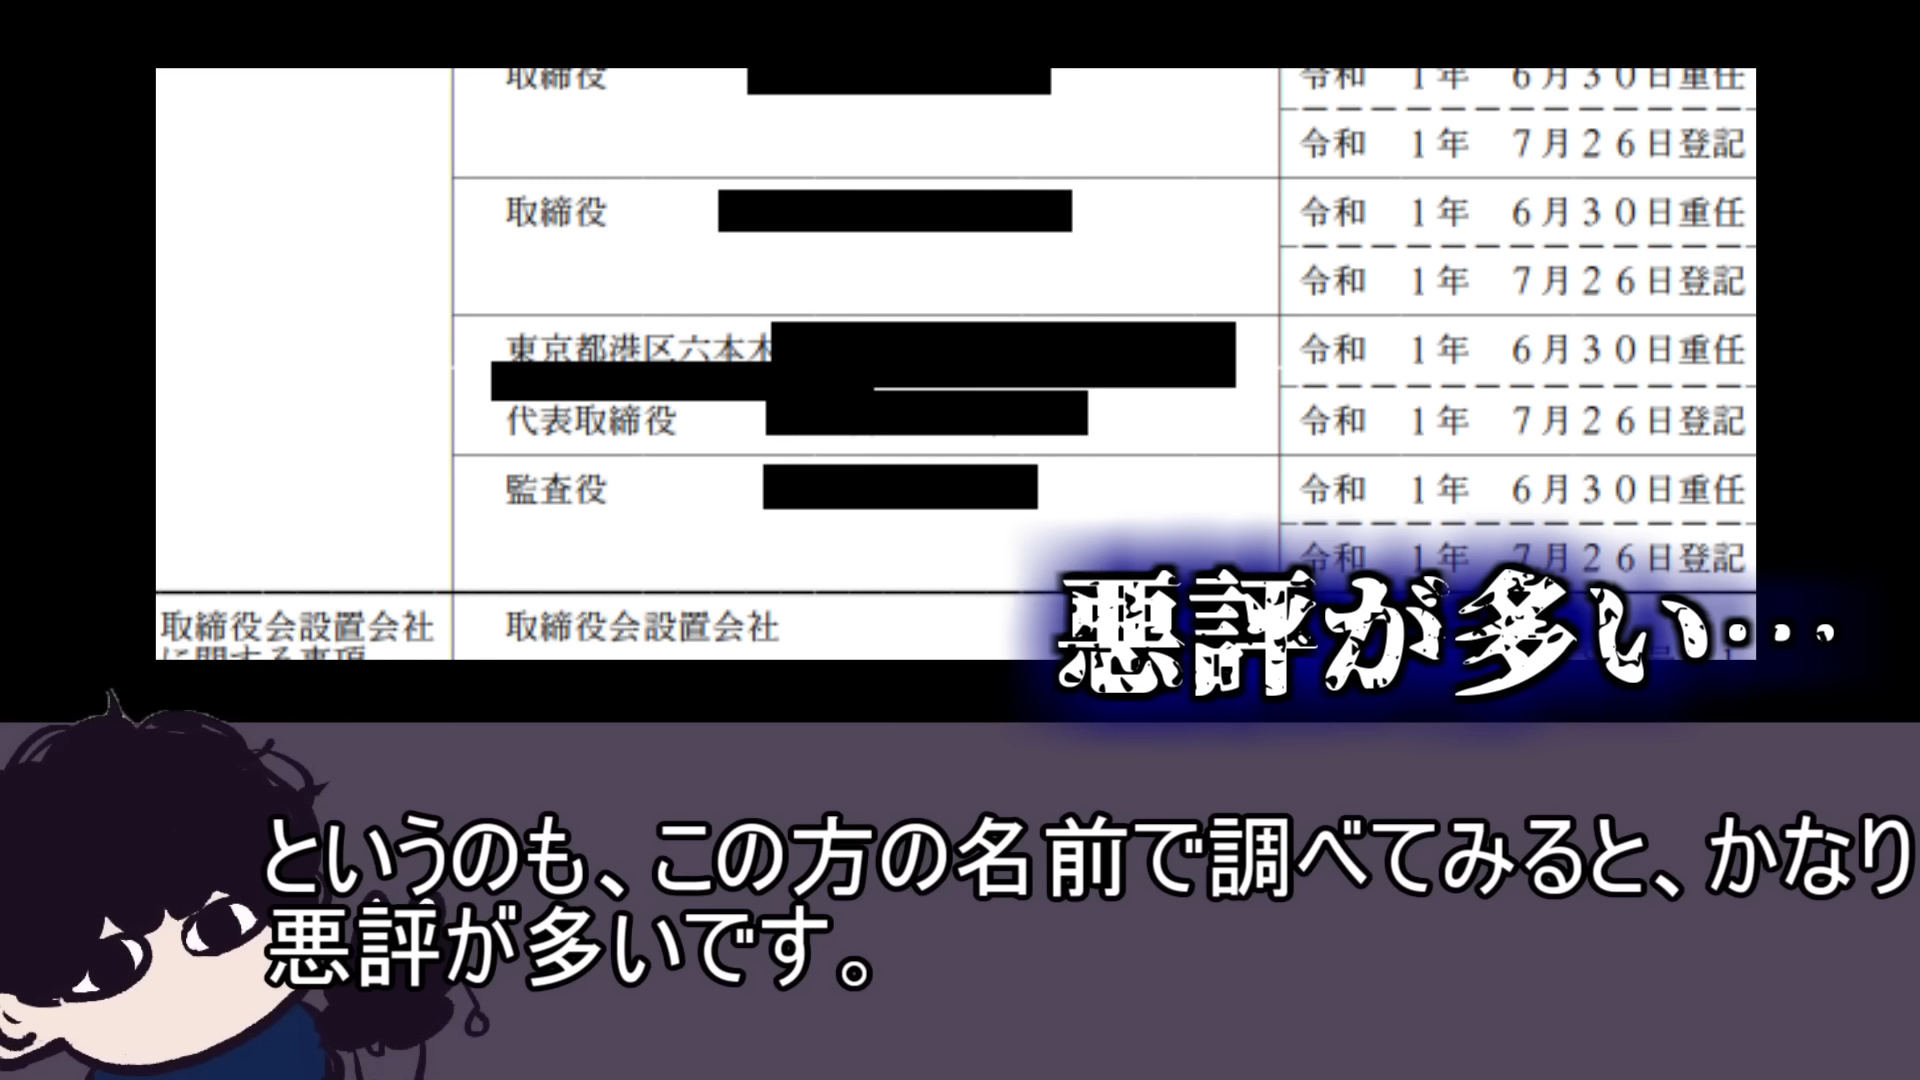 取締役 令和 1年 6月30日重任
令和 1年 7月26日登記
取締役 令和 1年 6月30日重任
令和 1年 7月26日登記
東京都港区六本木 令和 1年 6月30日重任
代表取締役 令和 1年 7月26日登記
監査役 令和 1年 6月30日重任
令和 1年 7月26日登記
取締役会設置会社 取締役会設置会社
に関する事項
悪評が多い…
というのも、この方の名前で調べてみると、かなり
悪評が多いです。